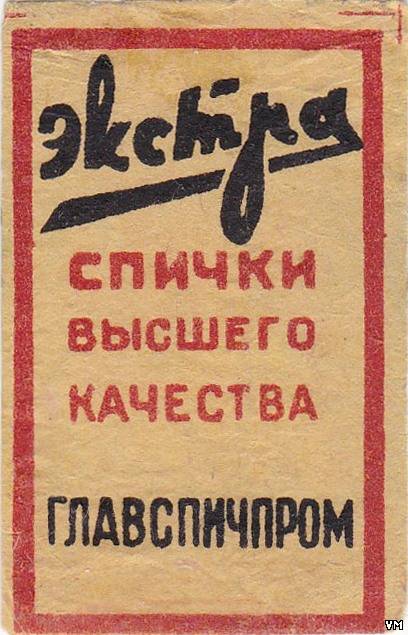 Экстра
СПИЧКИ
ВЫСШЕГО
КАЧЕСТВА
ГЛАВСПИЧПРОМ
VM